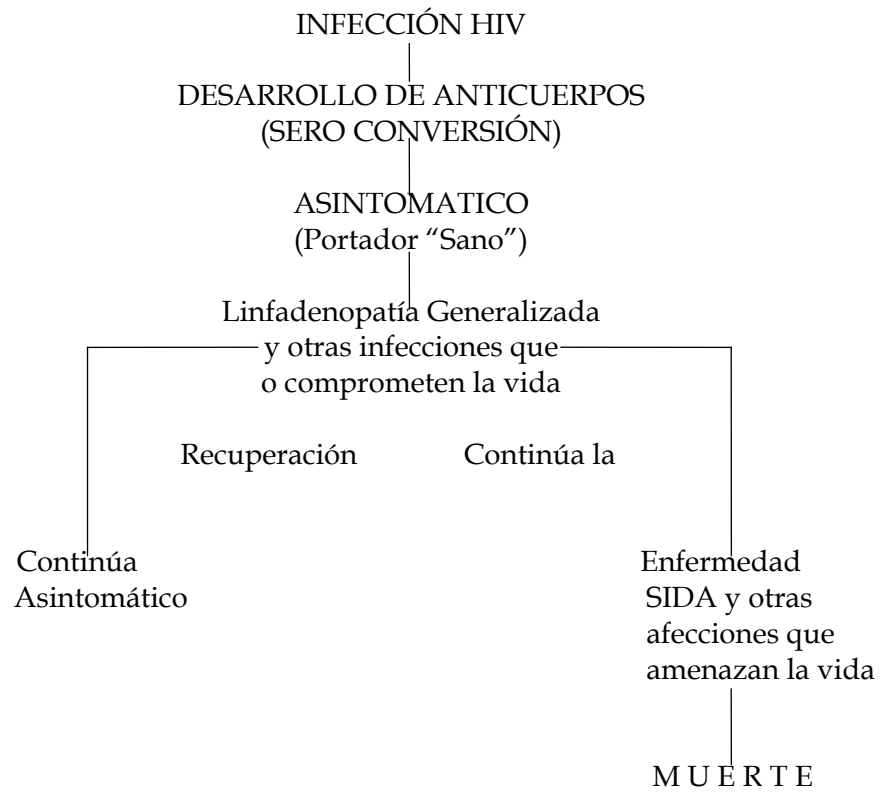 INFECCIÓN HIV
DESARROLLO DE ANTICUERPOS
(SERO CONVERSIÓN)
ASINTOMATICO
(Portador “Sano”)
Linfadenopatía Generalizada
y otras infecciones que
o comprometen la vida
Recuperación Continúa la
Continúa
Asintomático
Enfermedad
SIDA y otras
afecciones que
amenazan la vida
M U E R T E